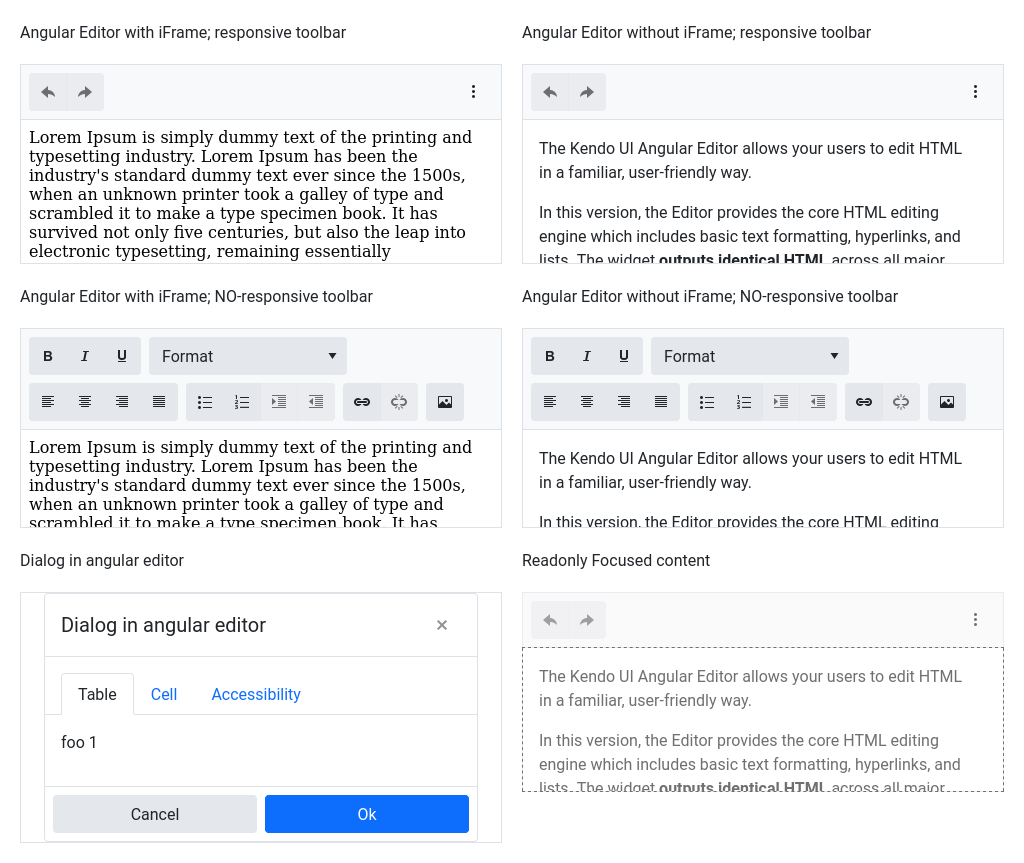 Angular Editor with iFrame; responsive toolbar
Lorem Ipsum is simply dummy text of the printing and
typesetting industry. Lorem Ipsum has been the
industry's standard dummy text ever since the 1500s,
when an unknown printer took a galley of type and
scrambled it to make a type specimen book. It has
survived not only five centuries, but also the leap into
electronic typesetting, remaining essentially
Angular Editor without iFrame; responsive toolbar
The Kendo UI Angular Editor allows your users to edit HTML
in a familiar, user-friendly way.
In this version, the Editor provides the core HTML editing
engine which includes basic text formatting, hyperlinks, and
lists. The widget outputs identical HTML across all major
Angular Editor with iFrame; NO-responsive toolbar
B I U Format
Lorem Ipsum is simply dummy text of the printing and
typesetting industry. Lorem Ipsum has been the
industry's standard dummy text ever since the 1500s,
when an unknown printer took a galley of type and
scrambled it to make a type specimen book. It has
Angular Editor without iFrame; NO-responsive toolbar
B I U Format
The Kendo UI Angular Editor allows your users to edit HTML
in a familiar, user-friendly way.
In this version, the Editor provides the core HTML editing
Dialog in angular editor
Dialog in angular editor ×
Table Cell Accessibility
foo 1
Cancel Ok
Readonly Focused content
The Kendo UI Angular Editor allows your users to edit HTML
in a familiar, user-friendly way.
In this version, the Editor provides the core HTML editing
engine which includes basic text formatting, hyperlinks, and
lists. The widget outputs identical HTML across all major